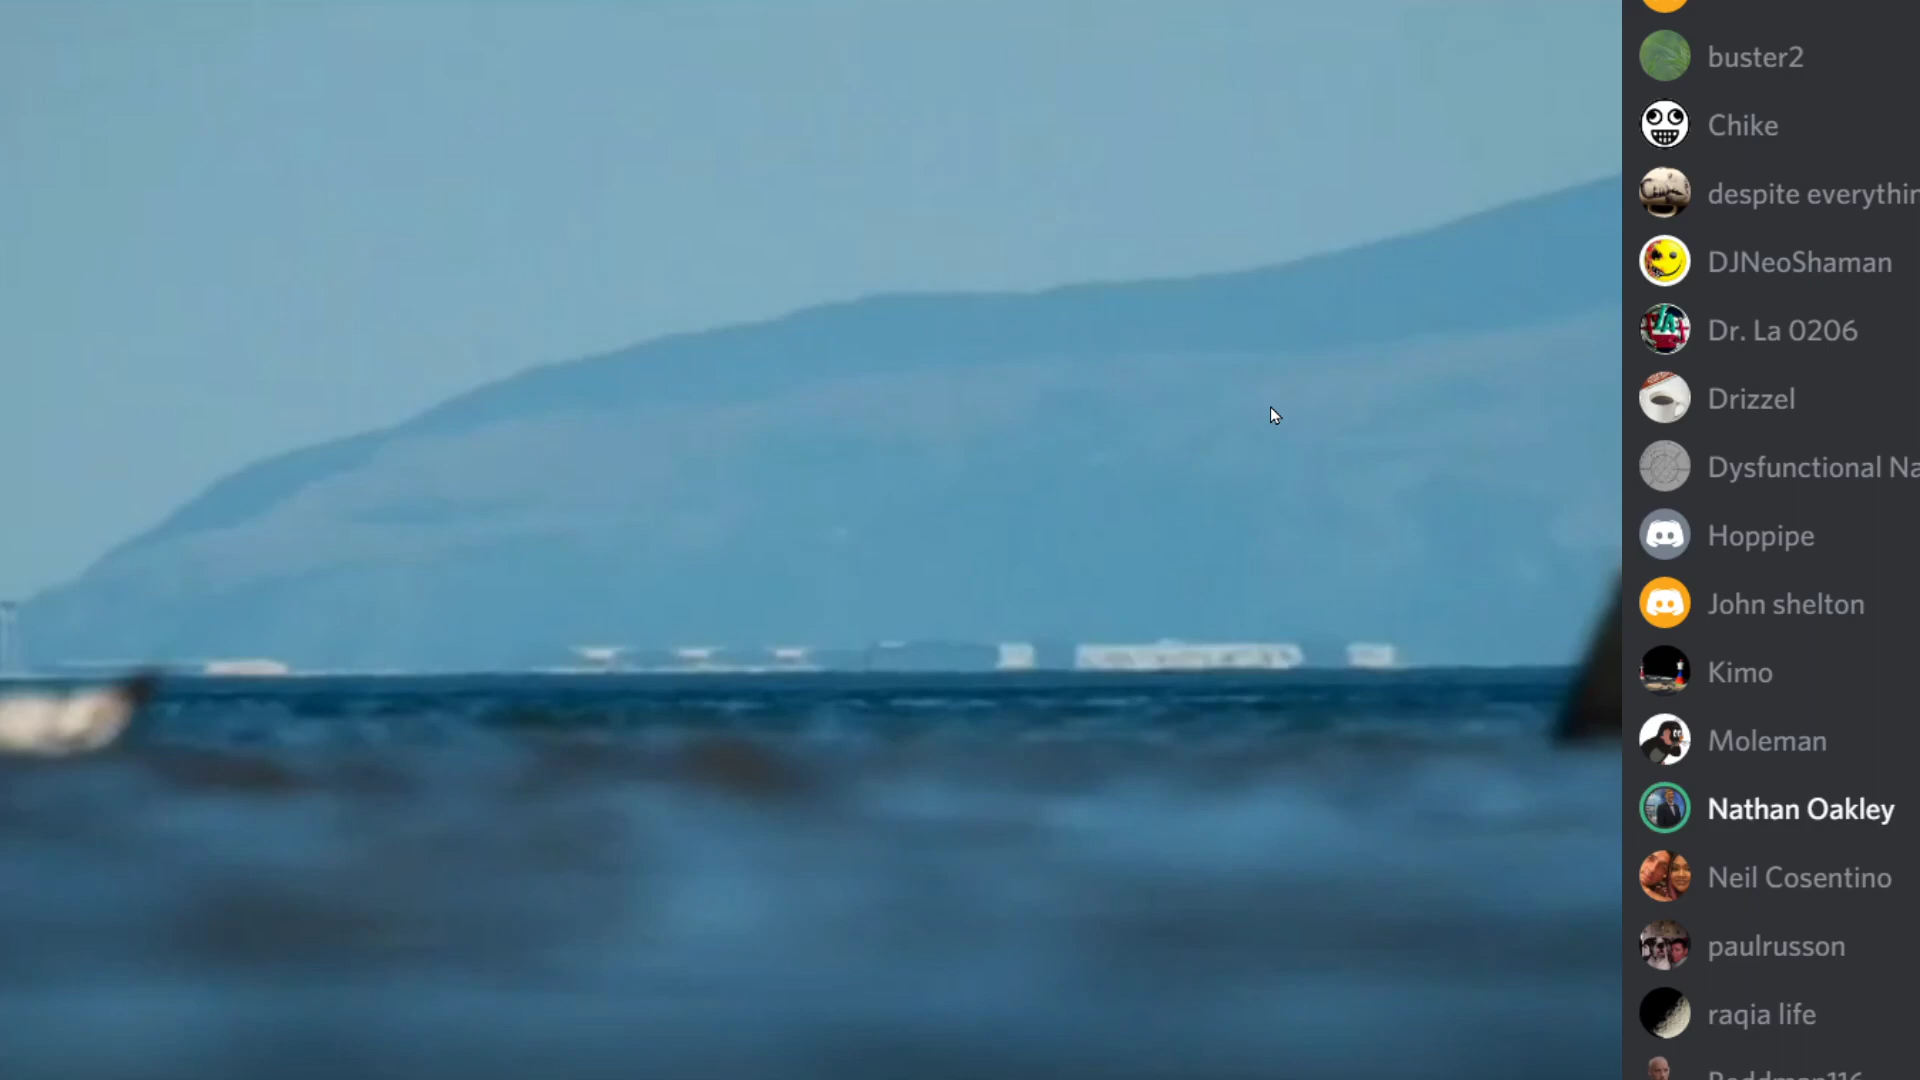 buster2
Chike
despite everythin
DJNeoShaman
Dr. La 0206
Drizzel
Dysfunctional Na
Hoppipe
John shelton
Kimo
Moleman
Nathan Oakley
Neil Cosentino
paulrusson
raqia life